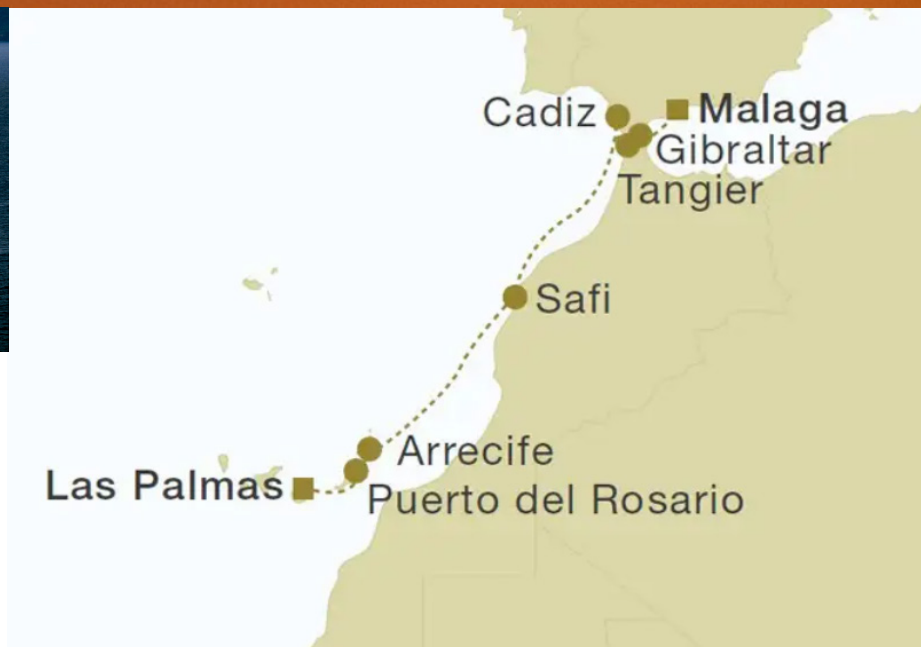 Cadiz
Malaga
Gibraltar
Tangier
Safi
Arrecife
Las Palmas
Puerto del Rosario